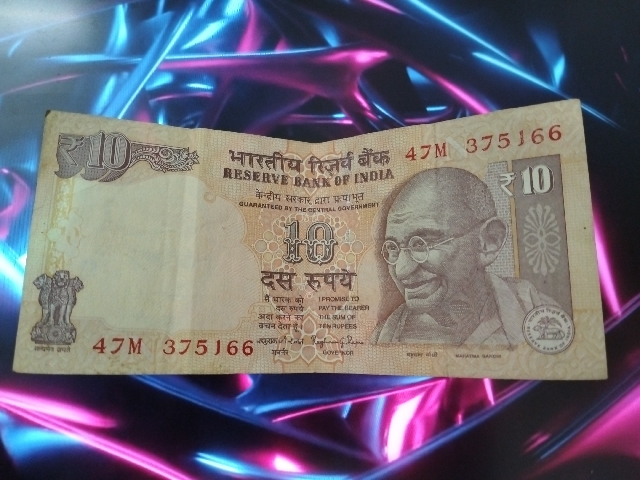 ₹10
भारतीय रिज़र्व बैंक
47M 375166
RESERVE BANK OF INDIA
₹ 10
केन्द्रीय सरकार द्वारा प्रत्याभूत
GUARANTEED BY THE CENTRAL GOVERNMENT
10
दस रुपये
मैं धारक को
दस रुपये
अदा करने का
वचन देता हूँ।
I PROMISE TO
PAY THE BEARER
THE SUM OF
TEN RUPEES
47M 375166
गवर्नर
GOVERNOR
महात्मा गांधी
MAHATMA GANDHI
सत्यमेव जयते